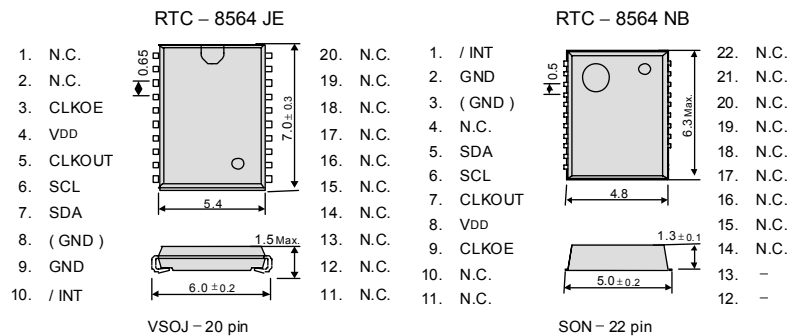 RTC – 8564 JE
1. N.C.
2. N.C.
3. CLKOE
4. VDD
5. CLKOUT
6. SCL
7. SDA
8. ( GND )
9. GND
10. / INT
0.65
7.0 ± 0.3
5.4
1.5 Max.
6.0 ± 0.2
20. N.C.
19. N.C.
18. N.C.
17. N.C.
16. N.C.
15. N.C.
14. N.C.
13. N.C.
12. N.C.
11. N.C.
VSOJ – 20 pin
RTC – 8564 NB
1. / INT
2. GND
3. ( GND )
4. N.C.
5. SDA
6. SCL
7. CLKOUT
8. VDD
9. CLKOE
10. N.C.
11. N.C.
0.5
6.3 Max.
4.8
1.3 ± 0.1
5.0 ± 0.2
22. N.C.
21. N.C.
20. N.C.
19. N.C.
18. N.C.
17. N.C.
16. N.C.
15. N.C.
14. N.C.
13. –
12. –
SON – 22 pin